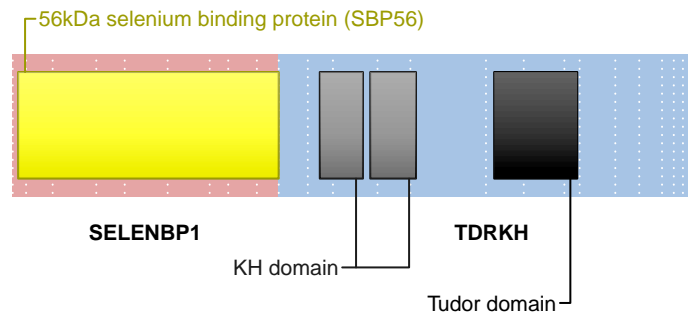 56kDa selenium binding protein (SBP56)
SELENBP1
TDRKH
KH domain
Tudor domain